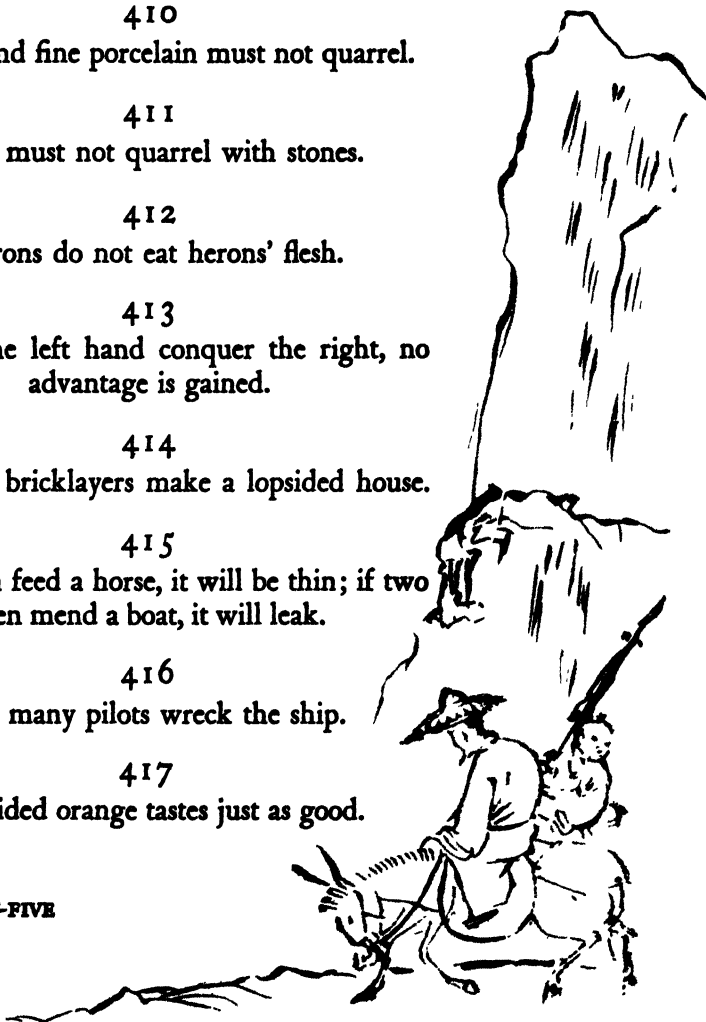 410
nd fine porcelain must not quarrel.
411
must not quarrel with stones.
412
rons do not eat herons’ flesh.
413
e left hand conquer the right, no
advantage is gained.
414
bricklayers make a lopsided house.
415
feed a horse, it will be thin; if two
en mend a boat, it will leak.
416
many pilots wreck the ship.
417
ided orange tastes just as good.
-FIVE